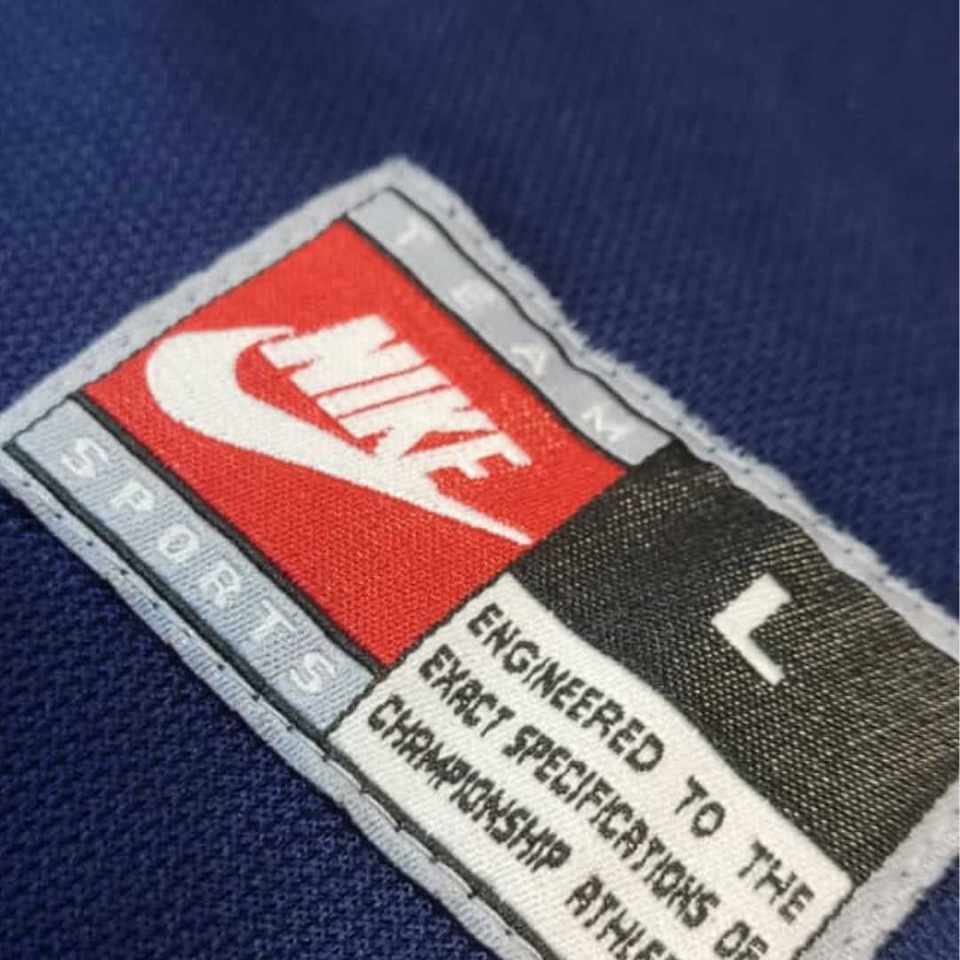 TEAM
NIKE
SPORTS
L
ENGINEERED TO THE
EXACT SPECIFICATIONS OF
CHAMPIONSHIP